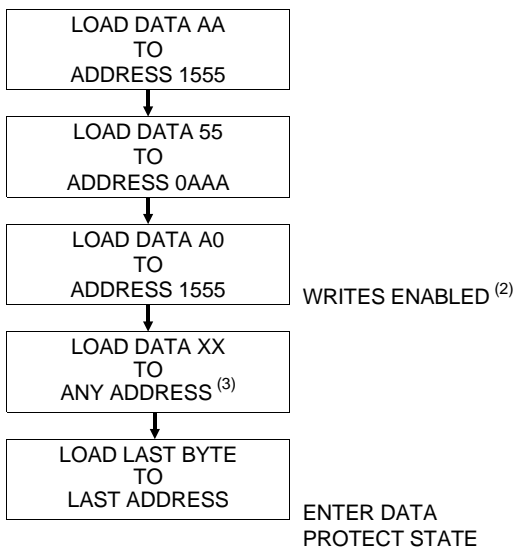 LOAD DATA AA
TO
ADDRESS 1555
LOAD DATA 55
TO
ADDRESS 0AAA
LOAD DATA A0
TO
ADDRESS 1555
WRITES ENABLED (2)
LOAD DATA XX
TO
ANY ADDRESS (3)
LOAD LAST BYTE
TO
LAST ADDRESS
ENTER DATA
PROTECT STATE